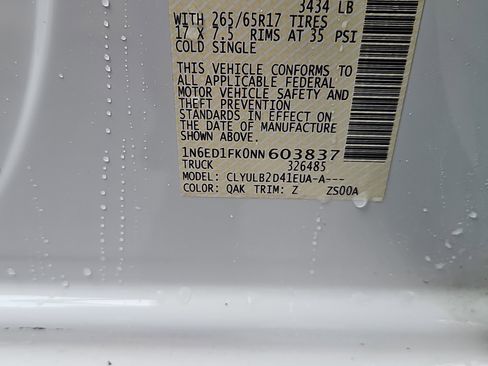 3434 LB
WITH 265/65R17 TIRES
17 X 7.5 RIMS AT 35 PSI
COLD SINGLE
THIS VEHICLE CONFORMS TO
ALL APPLICABLE FEDERAL
MOTOR VEHICLE SAFETY AND
THEFT PREVENTION
STANDARDS IN EFFECT ON
THE DATE OF MANUFACTURE
SHOWN ABOVE.
1N6ED1FK0NN603837
TRUCK 326485
MODEL: CLYULB2D41EUA-A---
COLOR: QAK TRIM: Z ZS00A